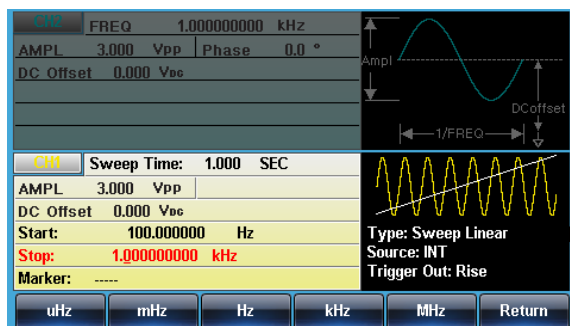 CH2 FREQ 1.000000000 kHz
AMPL 3.000 Vpp Phase 0.0 °
DC Offset 0.000 VDC
Ampl
DCoffset
1/FREQ
CH1 Sweep Time: 1.000 SEC
AMPL 3.000 Vpp
DC Offset 0.000 VDC
Start: 100.000000 Hz
Stop: 1.000000000 kHz
Marker: -----
Type: Sweep Linear
Source: INT
Trigger Out: Rise
uHz mHz Hz kHz MHz Return